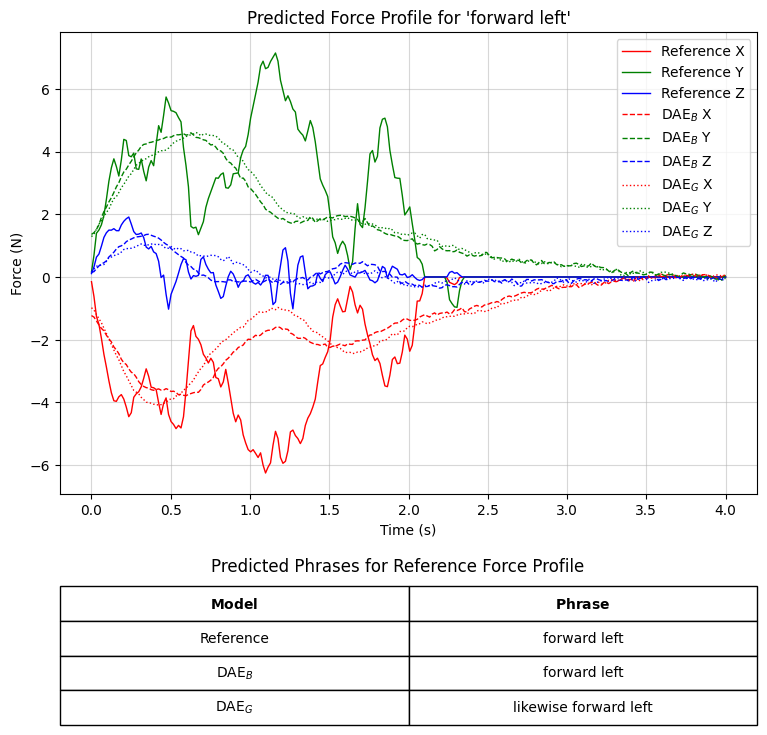 Predicted Force Profile for 'forward left'
Reference X
Reference Y
Reference Z
DAE_B X
DAE_B Y
DAE_B Z
DAE_G X
DAE_G Y
DAE_G Z
Force (N)
6
4
2
0
−2
−4
−6
0.0 0.5 1.0 1.5 2.0 2.5 3.0 3.5 4.0
Time (s)
Predicted Phrases for Reference Force Profile
Model Phrase
Reference forward left
DAE_B forward left
DAE_G likewise forward left